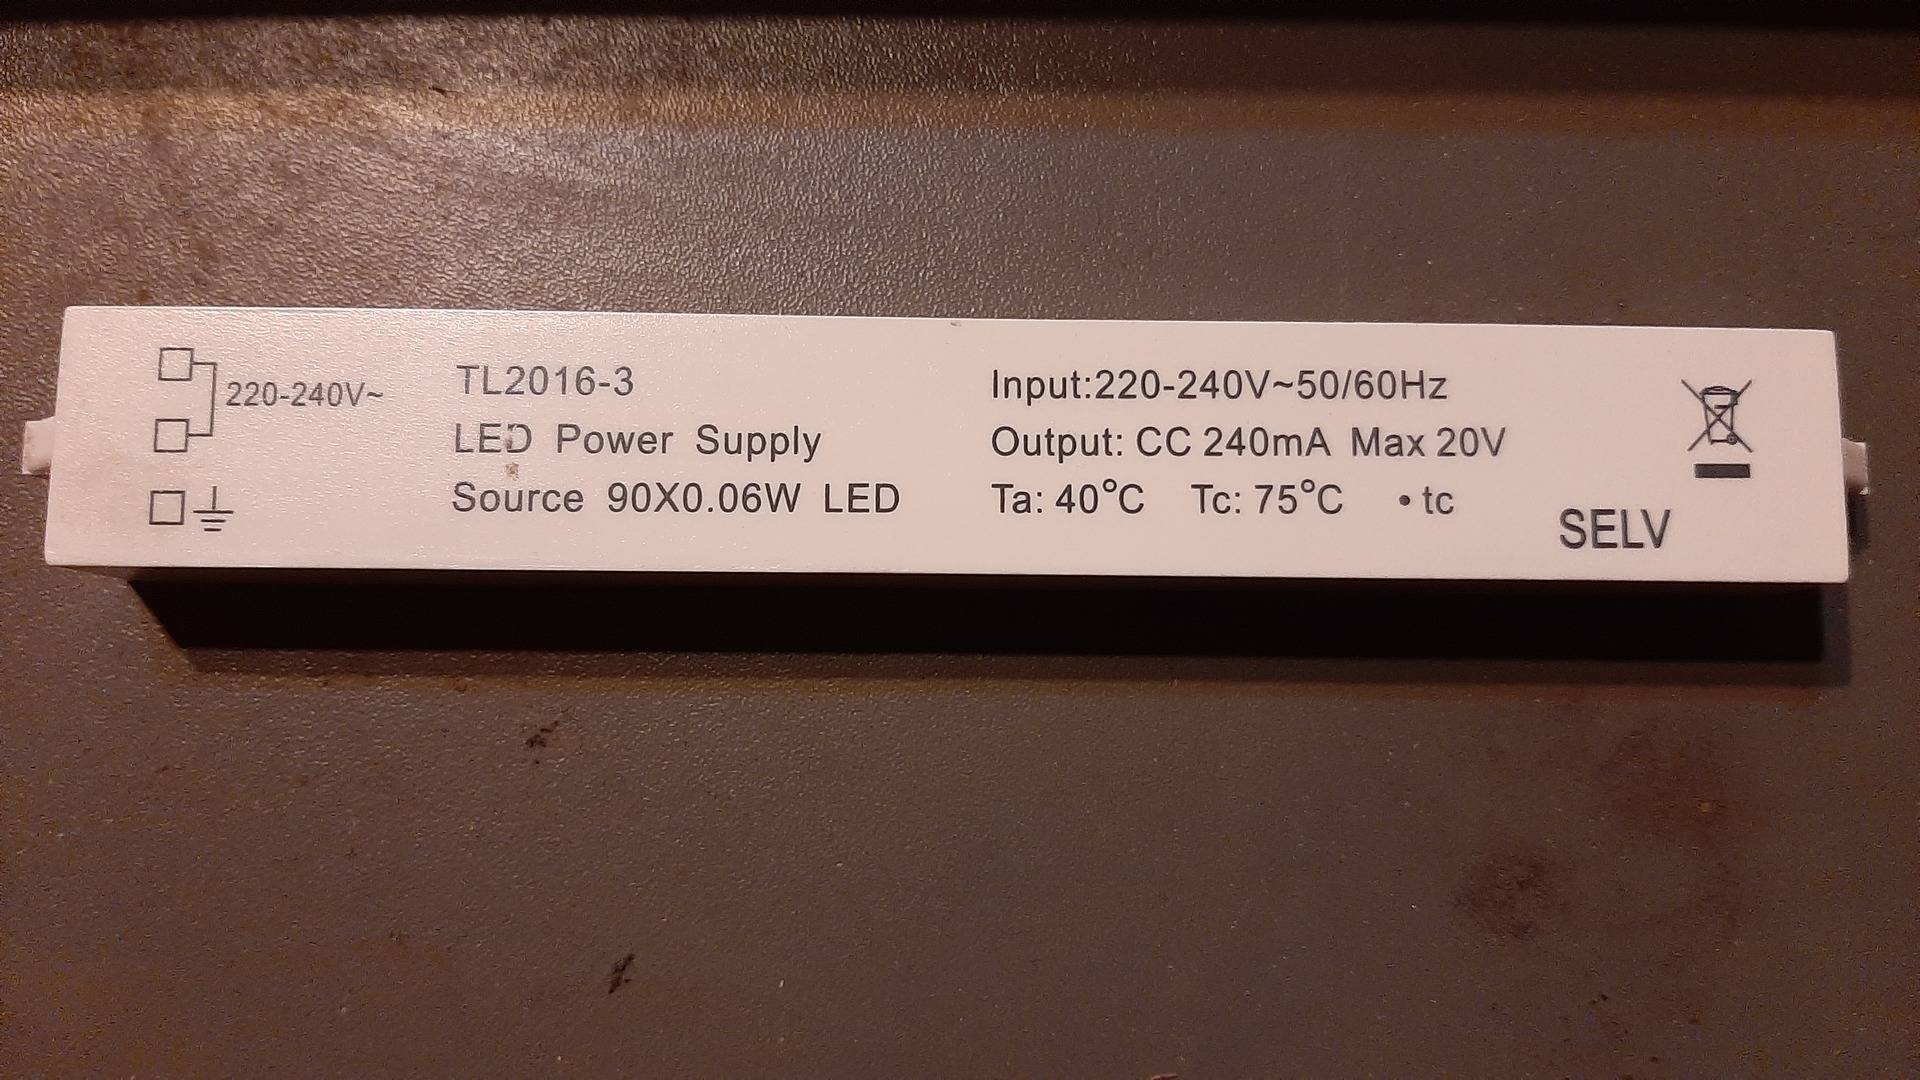 220-240V~
TL2016-3
LED Power Supply
Source 90X0.06W LED
Input:220-240V~50/60Hz
Output: CC 240mA Max 20V
Ta: 40°C Tc: 75°C • tc
SELV